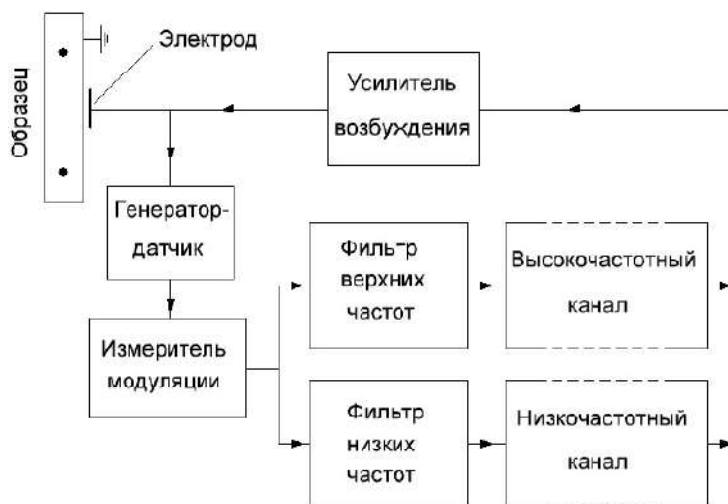 Образец
Электрод
Усилитель
возбуждения
Генератор-
датчик
Измеритель
модуляции
Фильтр
верхних
частот
Высокочастотный
канал
Фильтр
низких
частот
Низкочастотный
канал